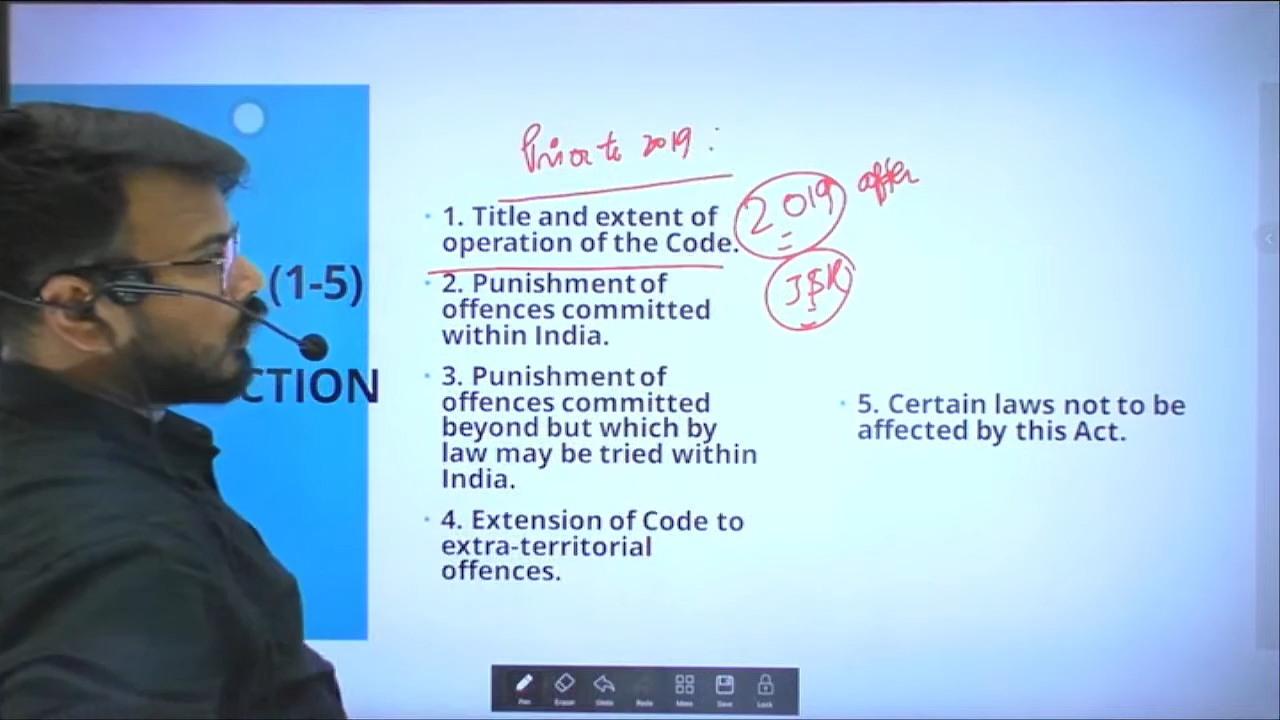 (1-5)
CTION
Prior to 2019 :
2019 after
J&K
• 1. Title and extent of
operation of the Code.
• 2. Punishment of
offences committed
within India.
• 3. Punishment of
offences committed
beyond but which by
law may be tried within
India.
• 4. Extension of Code to
extra-territorial
offences.
• 5. Certain laws not to be
affected by this Act.
Pen Eraser Undo Redo More Save Lock